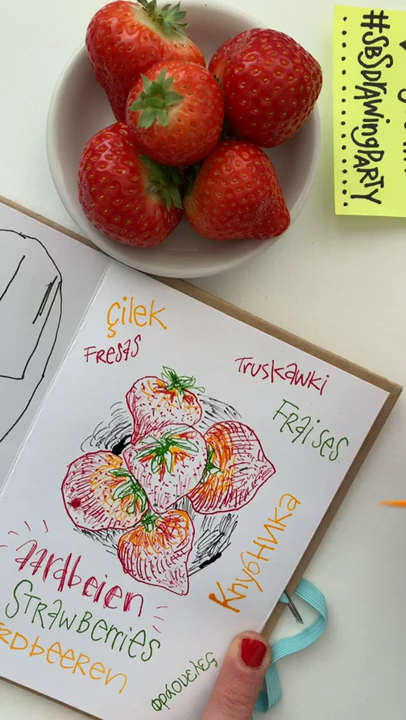 #SBSDrawingParty
çilek
Fresas
Truskawki
Fraises
Клубника
aardbeien
Strawberries
φράουλες